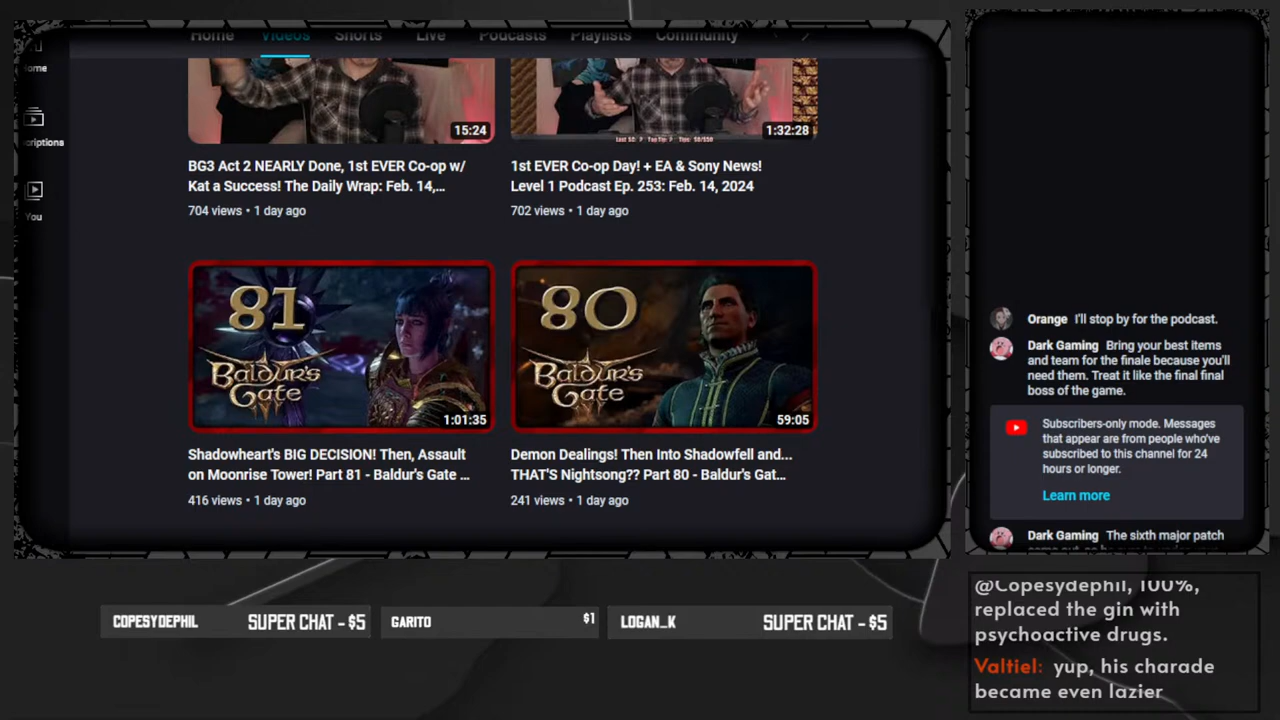 Home Videos Shorts Live Podcasts Playlists Community
ome
criptions
You
15:24
1:32:28
BG3 Act 2 NEARLY Done, 1st EVER Co-op w/
Kat a Success! The Daily Wrap: Feb. 14,...
704 views • 1 day ago
1st EVER Co-op Day! + EA & Sony News!
Level 1 Podcast Ep. 253: Feb. 14, 2024
702 views • 1 day ago
81
BALDUR'S
GATE
1:01:35
80
BALDUR'S
GATE
59:05
Shadowheart's BIG DECISION! Then, Assault
on Moonrise Tower! Part 81 - Baldur's Gate ...
416 views • 1 day ago
Demon Dealings! Then Into Shadowfell and...
THAT'S Nightsong?? Part 80 - Baldur's Gat...
241 views • 1 day ago
Orange I'll stop by for the podcast.
Dark Gaming Bring your best items
and team for the finale because you'll
need them. Treat it like the final final
boss of the game.
Subscribers-only mode. Messages
that appear are from people who've
subscribed to this channel for 24
hours or longer.
Learn more
Dark Gaming The sixth major patch
COPESYDEPHIL SUPER CHAT - $5
GARITO $1
LOGAN_K SUPER CHAT - $5
@Copesydephil, 100%,
replaced the gin with
psychoactive drugs.
Valtiel: yup, his charade
became even lazier